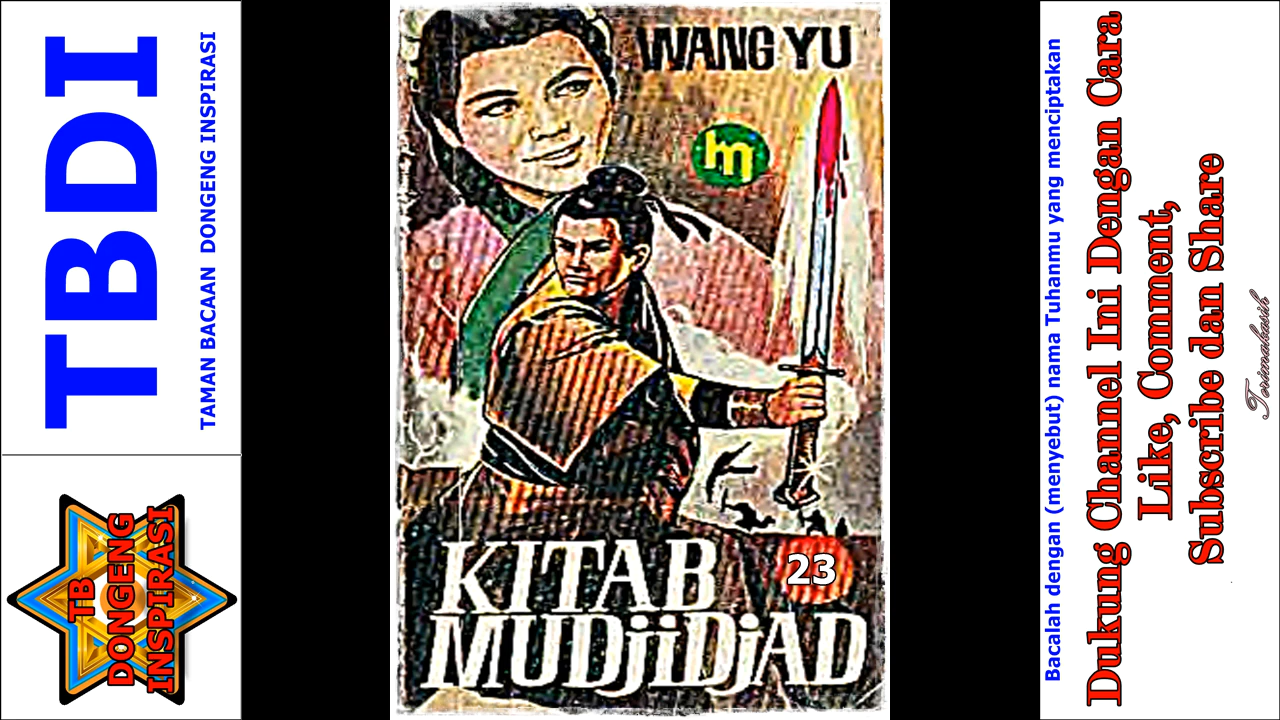 TBDI
TAMAN BACAAN DONGENG INSPIRASI
TB
DONGENG
INSPIRASI
WANG YU
hm
KITAB
23
MUDjiDjAD
Bacalah dengan (menyebut) nama Tuhanmu yang menciptakan
Dukung Channel Ini Dengan Cara
Like, Comment,
Subscribe dan Share
Terimakasih